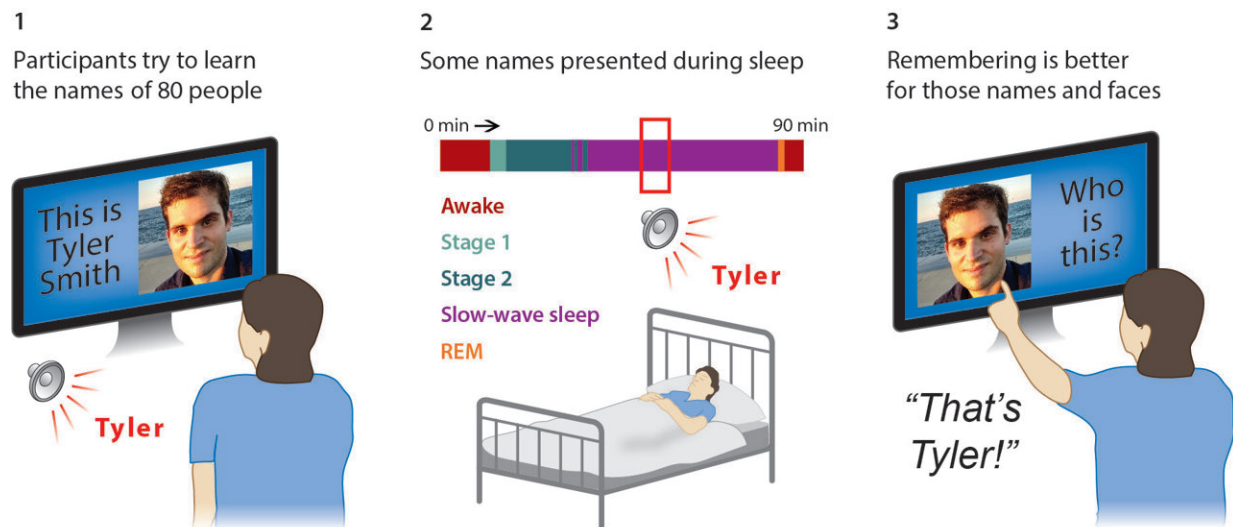 1
Participants try to learn
the names of 80 people
This is
Tyler
Smith
Tyler
2
Some names presented during sleep
0 min →
90 min
Awake
Stage 1
Stage 2
Slow-wave sleep
REM
Tyler
3
Remembering is better
for those names and faces
Who
is
this?
“That’s
Tyler!”